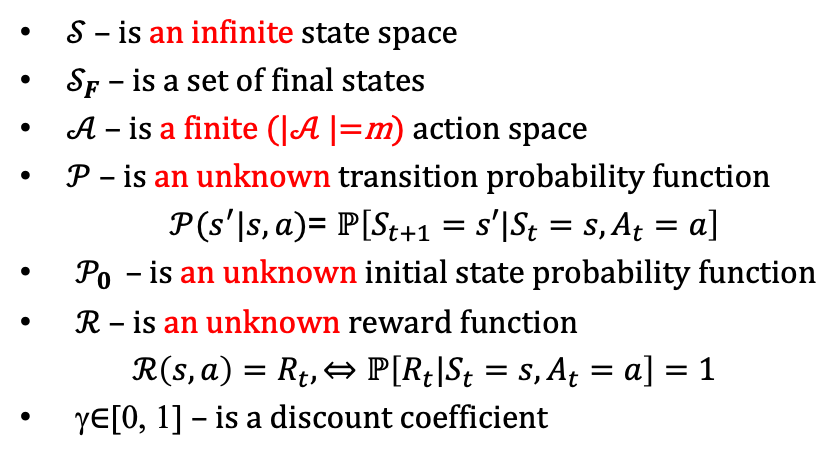 • 𝒮 – is an infinite state space
• 𝒮_F – is a set of final states
• 𝒜 – is a finite (|𝒜 |=m) action space
• 𝒫 – is an unknown transition probability function
𝒫(s′|s, a)= ℙ[S_{t+1} = s′|S_t = s, A_t = a]
• 𝒫_0 – is an unknown initial state probability function
• ℛ – is an unknown reward function
ℛ(s, a) = R_t, ⇔ ℙ[R_t|S_t = s, A_t = a] = 1
• γ∈[0, 1] – is a discount coefficient